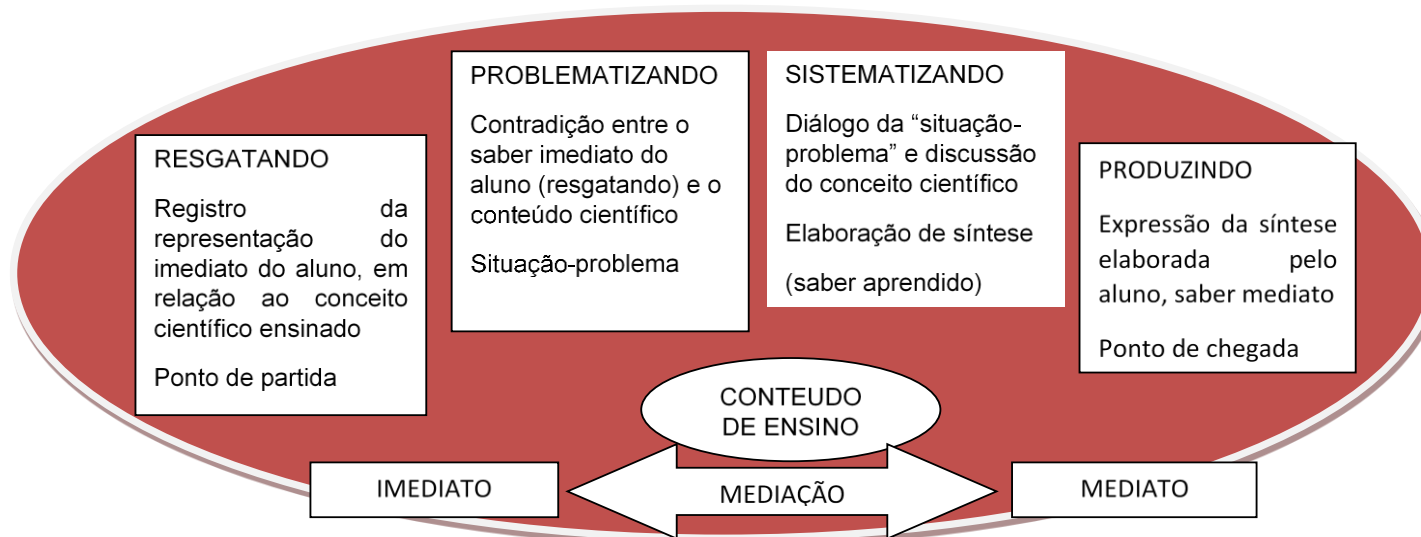 RESGATANDO
Registro da
representação do
imediato do aluno, em
relação ao conceito
científico ensinado
Ponto de partida
PROBLEMATIZANDO
Contradição entre o
saber imediato do
aluno (resgatando) e o
conteúdo científico
Situação-problema
SISTEMATIZANDO
Diálogo da “situação-
problema” e discussão
do conceito científico
Elaboração de síntese
(saber aprendido)
PRODUZINDO
Expressão da síntese
elaborada pelo
aluno, saber mediato
Ponto de chegada
CONTEUDO
DE ENSINO
IMEDIATO
MEDIAÇÃO
MEDIATO